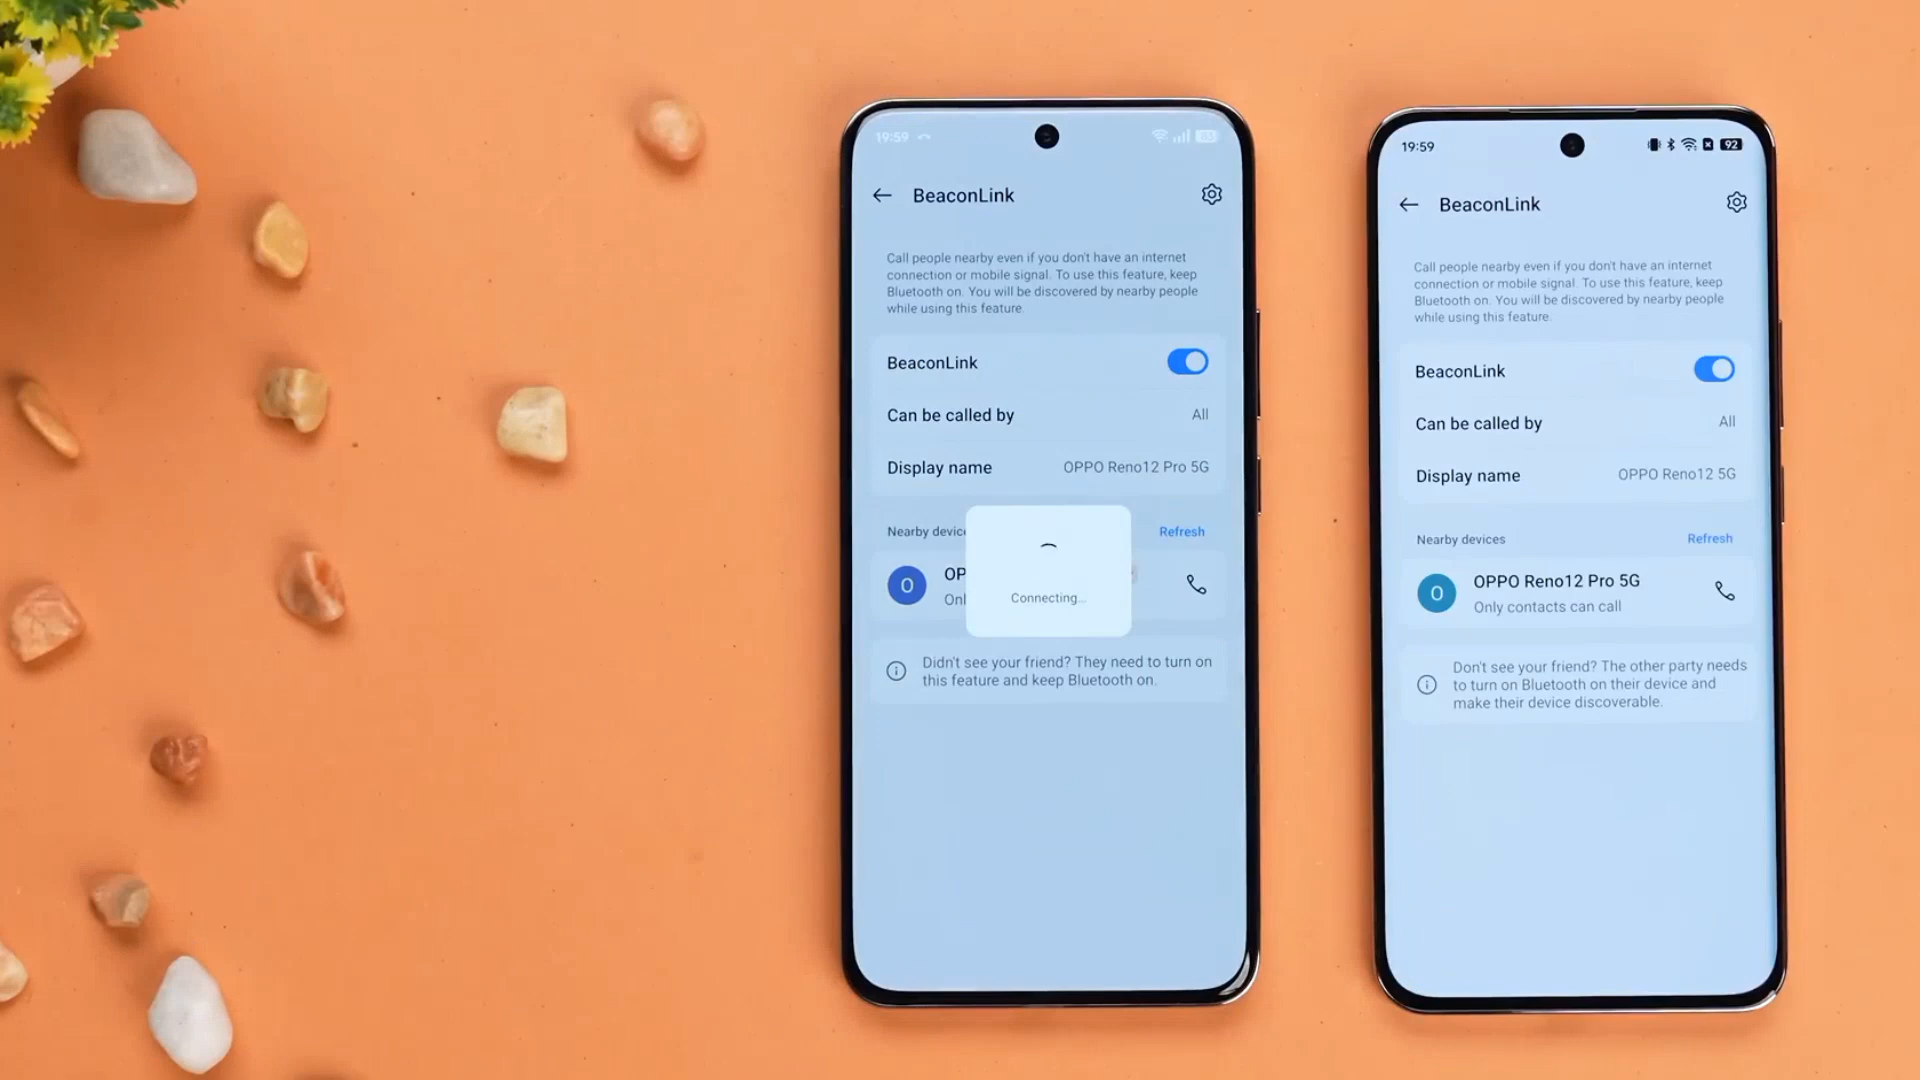 19:59
BeaconLink
Call people nearby even if you don't have an internet
connection or mobile signal. To use this feature, keep
Bluetooth on. You will be discovered by nearby people
while using this feature.
BeaconLink
Can be called by All
Display name OPPO Reno12 Pro 5G
Nearby devic Refresh
O OP
Onl
Connecting...
Didn't see your friend? They need to turn on
this feature and keep Bluetooth on.
19:59 92
BeaconLink
Call people nearby even if you don't have an internet
connection or mobile signal. To use this feature, keep
Bluetooth on. You will be discovered by nearby people
while using this feature.
BeaconLink
Can be called by All
Display name OPPO Reno12 5G
Nearby devices Refresh
O OPPO Reno12 Pro 5G
Only contacts can call
Don't see your friend? The other party needs
to turn on Bluetooth on their device and
make their device discoverable.